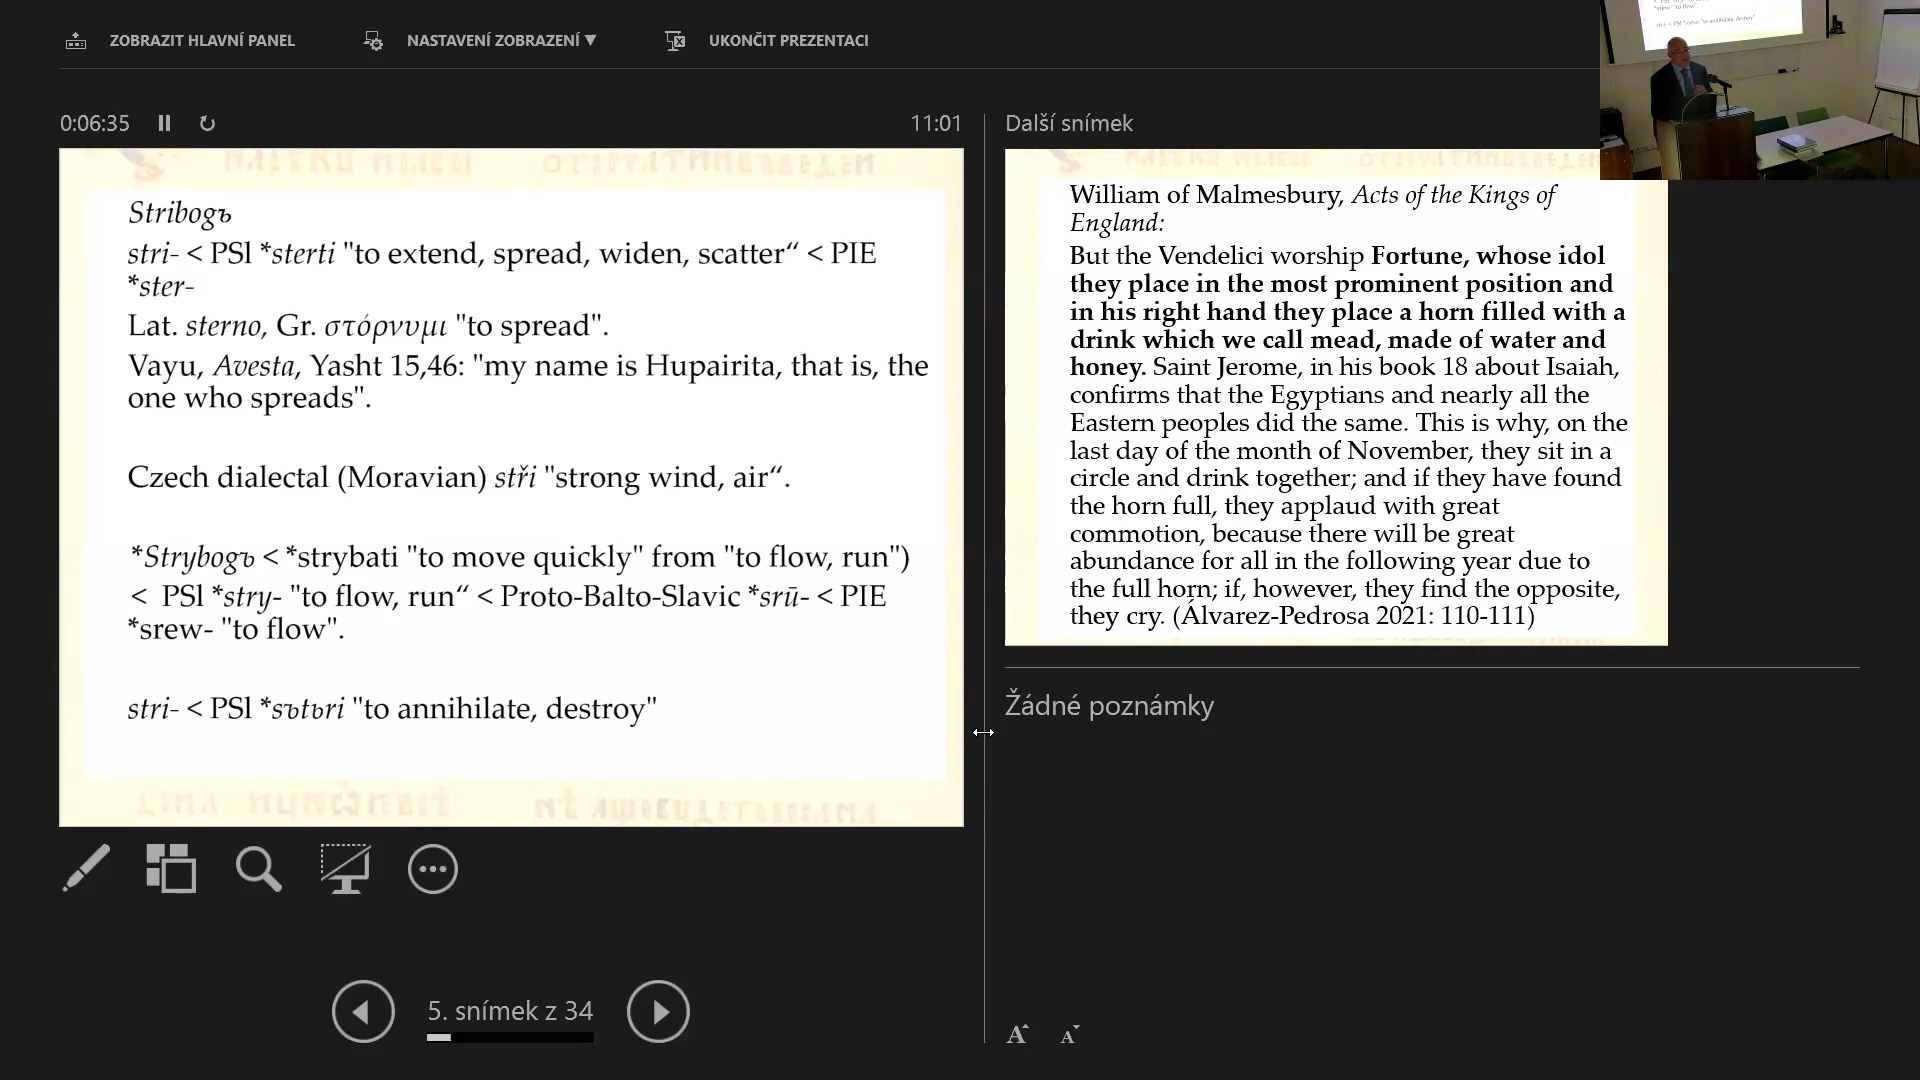 ZOBRAZIT HLAVNÍ PANEL
NASTAVENÍ ZOBRAZENÍ ▼
UKONČIT PREZENTACI
0:06:35
11:01
Další snímek
Stribogъ
stri- < PSl *sterti "to extend, spread, widen, scatter“ < PIE
*ster-
Lat. sterno, Gr. στόρνυμι "to spread".
Vayu, Avesta, Yasht 15,46: "my name is Hupairita, that is, the
one who spreads".
Czech dialectal (Moravian) stři "strong wind, air“.
*Strybogъ < *strybati "to move quickly" from "to flow, run")
< PSl *stry- "to flow, run“ < Proto-Balto-Slavic *srū- < PIE
*srew- "to flow".
stri- < PSl *sъtьri "to annihilate, destroy"
William of Malmesbury, Acts of the Kings of
England:
But the Vendelici worship Fortune, whose idol
they place in the most prominent position and
in his right hand they place a horn filled with a
drink which we call mead, made of water and
honey. Saint Jerome, in his book 18 about Isaiah,
confirms that the Egyptians and nearly all the
Eastern peoples did the same. This is why, on the
last day of the month of November, they sit in a
circle and drink together; and if they have found
the horn full, they applaud with great
commotion, because there will be great
abundance for all in the following year due to
the full horn; if, however, they find the opposite,
they cry. (Álvarez-Pedrosa 2021: 110-111)
Žádné poznámky
5. snímek z 34
A A